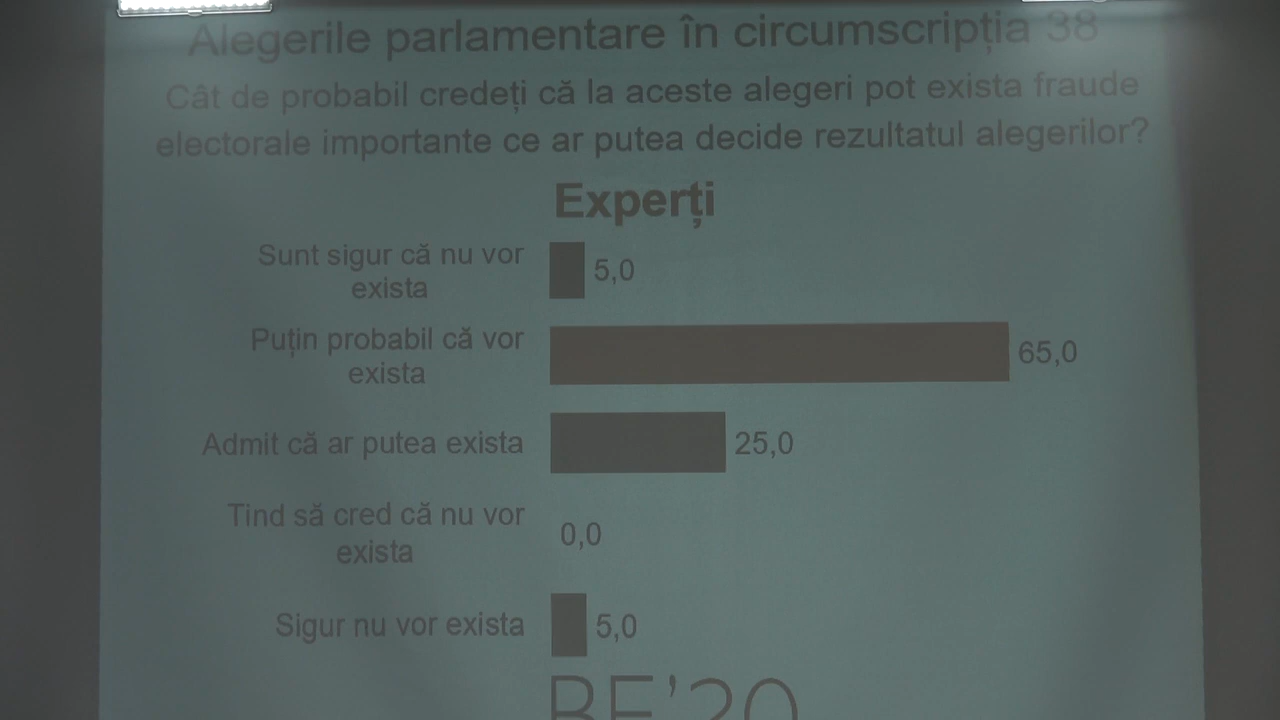 Alegerile parlamentare în circumscripția 38
Cât de probabil credeți că la aceste alegeri pot exista fraude
electorale importante ce ar putea decide rezultatul alegerilor?
Experți
Sunt sigur că nu vor
exista
5,0
Puțin probabil că vor
exista
65,0
Admit că ar putea exista
25,0
Tind să cred că nu vor
exista
0,0
Sigur nu vor exista
5,0
BE’20